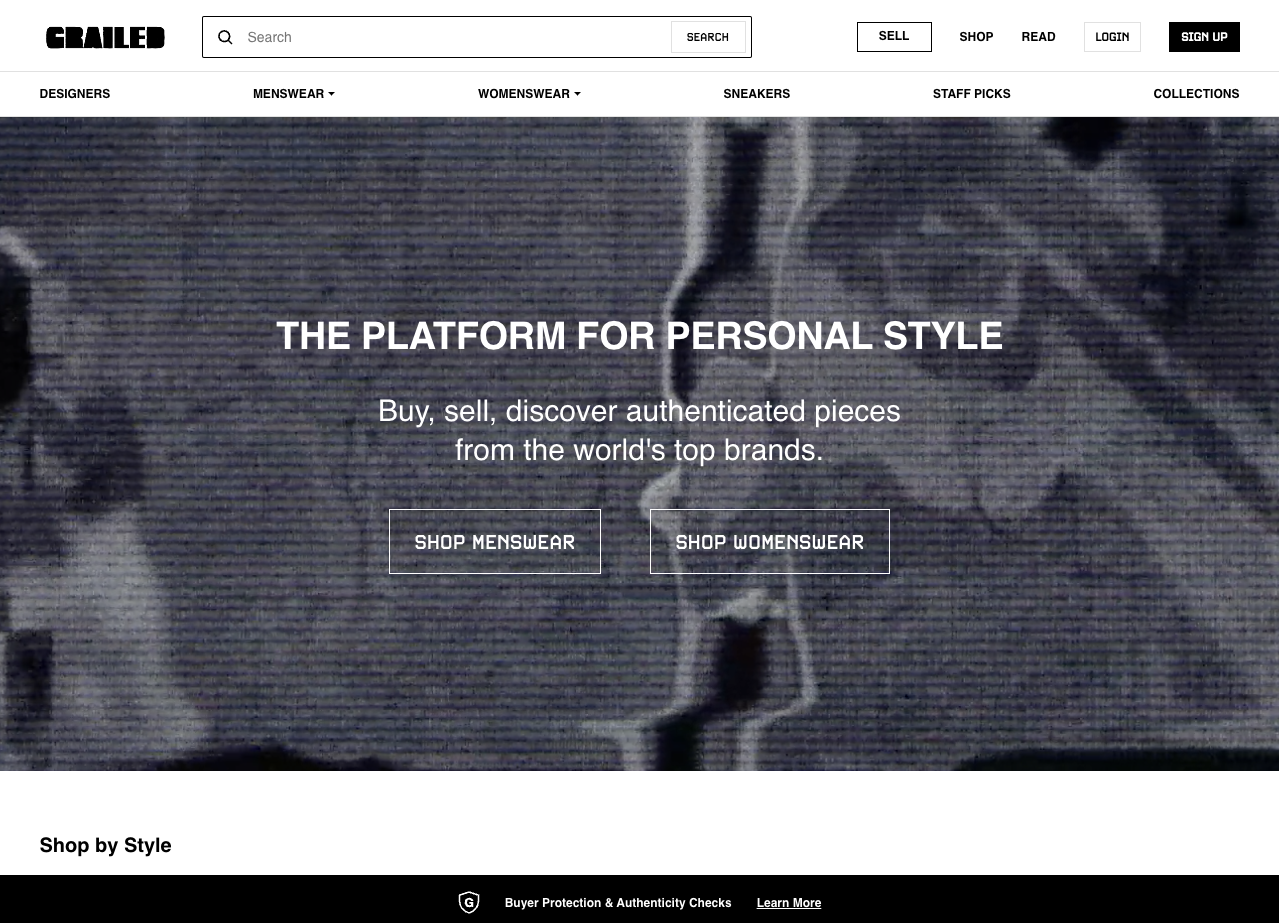 GRAILED
Search
SEARCH
SELL
SHOP
READ
LOGIN
SIGN UP
DESIGNERS
MENSWEAR
WOMENSWEAR
SNEAKERS
STAFF PICKS
COLLECTIONS
THE PLATFORM FOR PERSONAL STYLE
Buy, sell, discover authenticated pieces
from the world's top brands.
SHOP MENSWEAR
SHOP WOMENSWEAR
Shop by Style
G
Buyer Protection & Authenticity Checks
Learn More